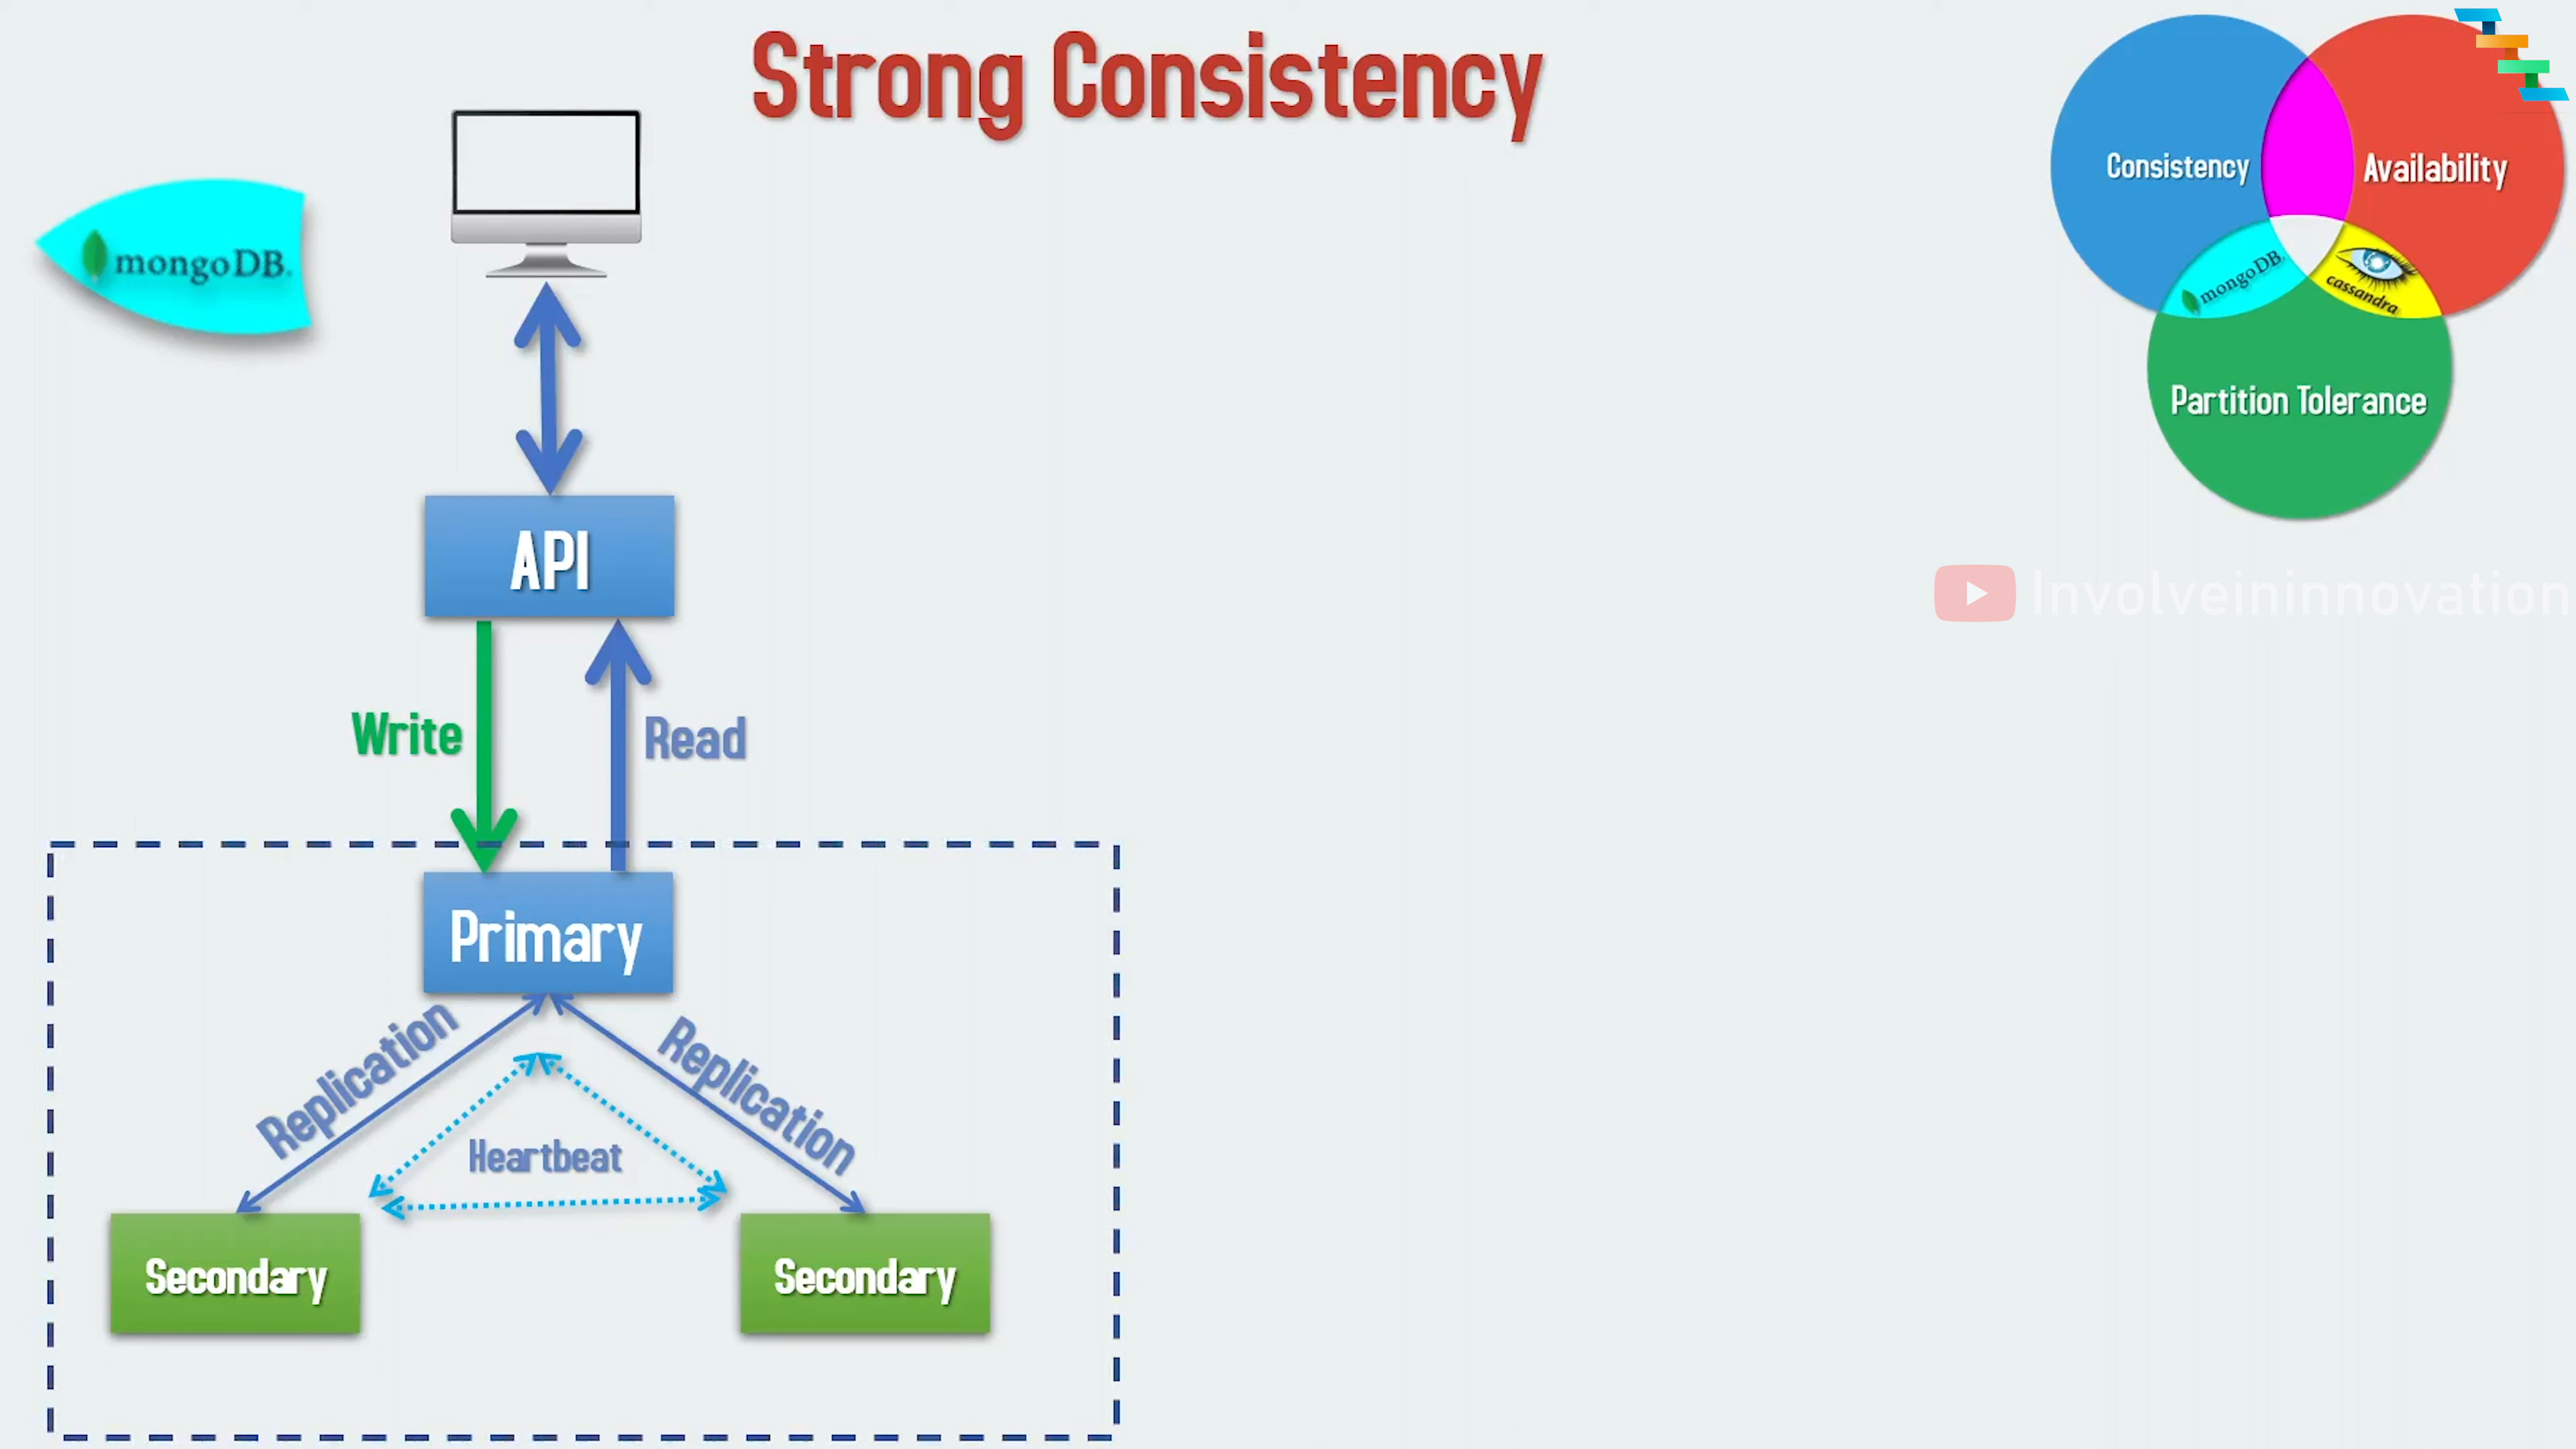 Strong Consistency
Consistency
Availability
mongoDB.
cassandra
Partition Tolerance
mongoDB.
API
Involveininnovation
Write
Read
Primary
Replication
Replication
Heartbeat
Secondary
Secondary